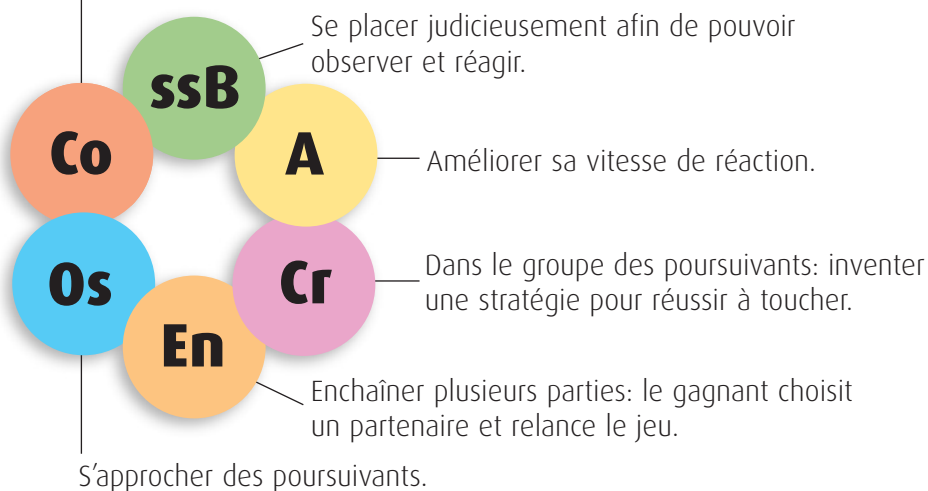 Se placer judicieusement afin de pouvoir
observer et réagir.
ssB
Co
A
Améliorer sa vitesse de réaction.
Os
Cr
Dans le groupe des poursuivants: inventer
une stratégie pour réussir à toucher.
En
Enchaîner plusieurs parties: le gagnant choisit
un partenaire et relance le jeu.
S’approcher des poursuivants.